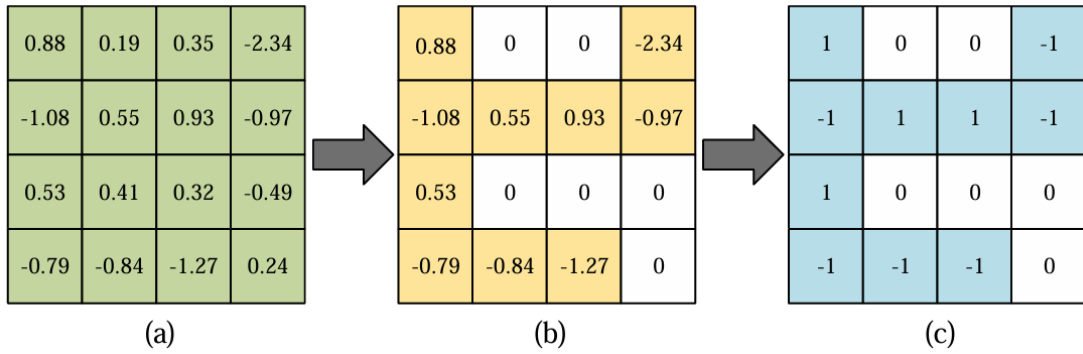 0.88 0.19 0.35 -2.34 0.88 0 0 -2.34 1 0 0 -1
-1.08 0.55 0.93 -0.97 -1.08 0.55 0.93 -0.97 -1 1 1 -1
0.53 0.41 0.32 -0.49 0.53 0 0 0 1 0 0 0
-0.79 -0.84 -1.27 0.24 -0.79 -0.84 -1.27 0 -1 -1 -1 0
(a) (b) (c)